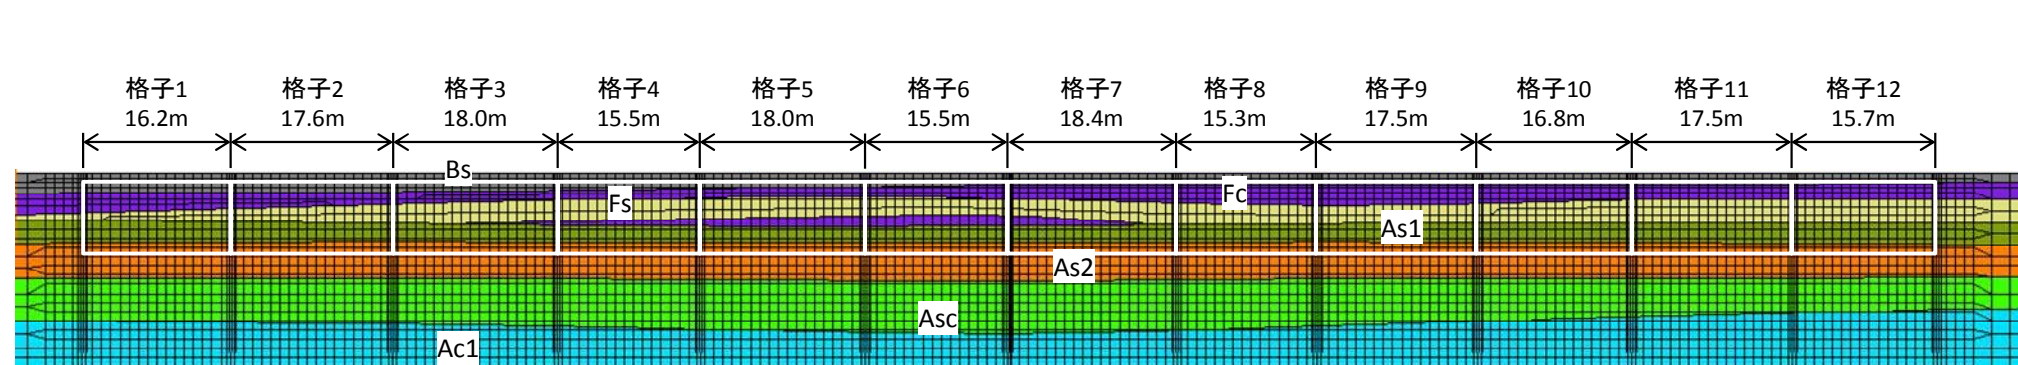 格子1 格子2 格子3 格子4 格子5 格子6 格子7 格子8 格子9 格子10 格子11 格子12
16.2m 17.6m 18.0m 15.5m 18.0m 15.5m 18.4m 15.3m 17.5m 16.8m 17.5m 15.7m
Bs
Fc
Fs
As1
As2
Asc
Ac1